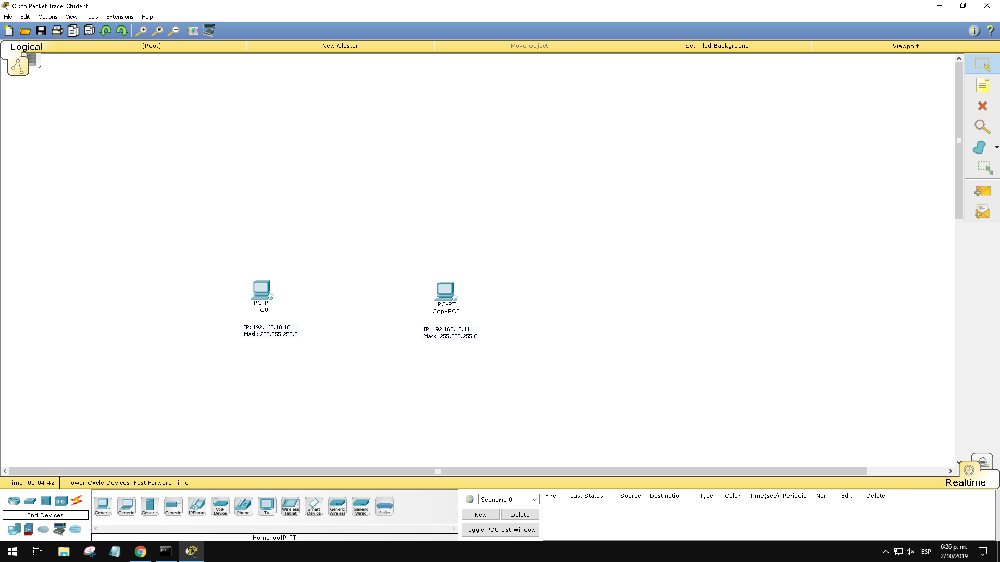 Cisco Packet Tracer Student
File Edit Options View Tools Extensions Help
Logical [Root] New Cluster Move Object Set Tiled Background Viewport
PC-PT
PC0
IP: 192.168.10.10
Mask: 255.255.255.0
PC-PT
CopyPC0
IP: 192.168.10.11
Mask: 255.255.255.0
Time: 00:04:42 Power Cycle Devices Fast Forward Time Realtime
End Devices
Generic Generic Generic Generic IPPhone VoIP Device Phone TV Wireless Tablet Smart Device Generic Wireless Generic Wired Sniffer
Home-VoIP-PT
Scenario 0
New Delete
Toggle PDU List Window
Fire Last Status Source Destination Type Color Time(sec) Periodic Num Edit Delete
ESP
6:26 p. m.
2/10/2019